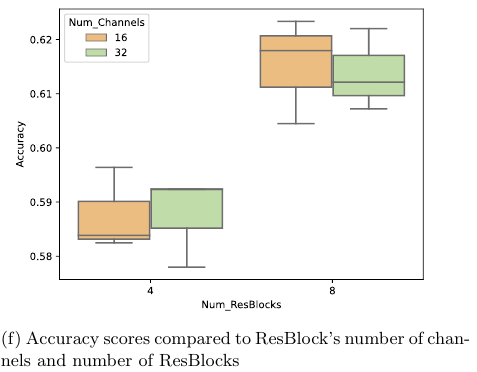 Num_Channels
16
32
0.62
0.61
0.60
0.59
0.58
Accuracy
4
8
Num_ResBlocks
(f) Accuracy scores compared to ResBlock's number of chan-
nels and number of ResBlocks